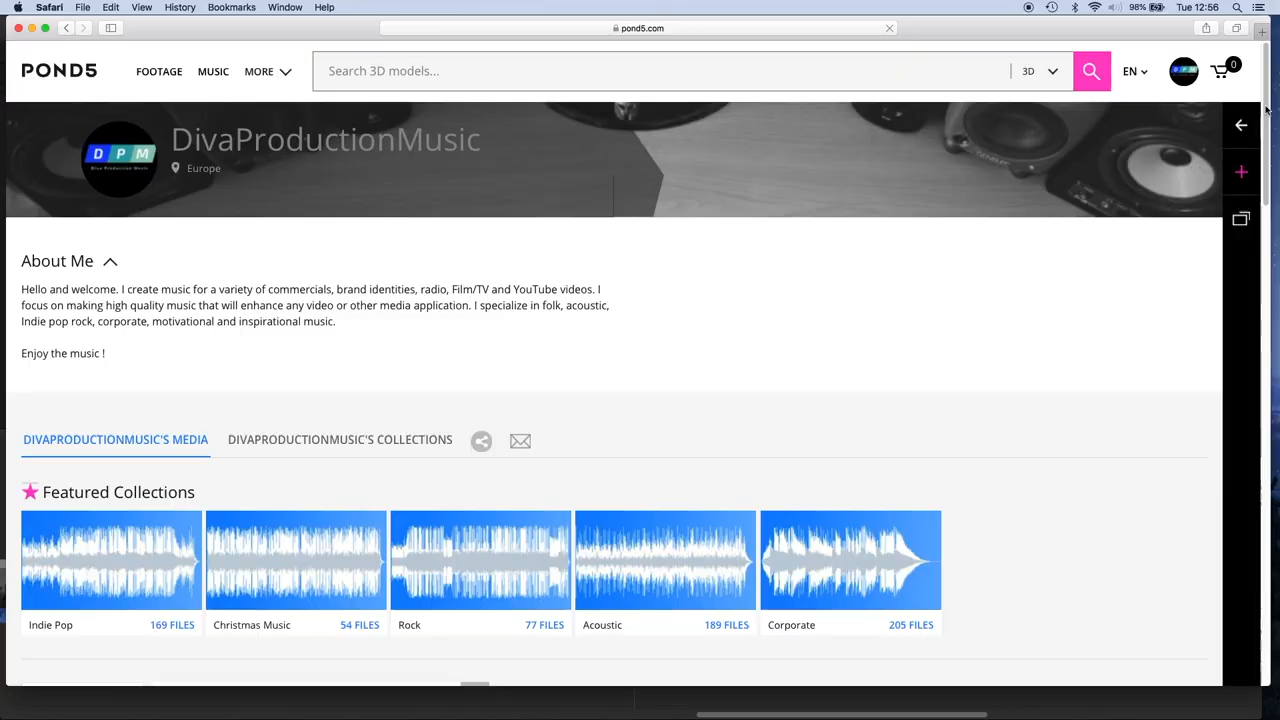 Safari File Edit View History Bookmarks Window Help 98% Tue 12:56
pond5.com
POND5 FOOTAGE MUSIC MORE Search 3D models... 3D EN DPM 0
DivaProductionMusic
DPM
Diva Production Music
Europe
About Me
Hello and welcome. I create music for a variety of commercials, brand identities, radio, Film/TV and YouTube videos. I
focus on making high quality music that will enhance any video or other media application. I specialize in folk, acoustic,
Indie pop rock, corporate, motivational and inspirational music.
Enjoy the music !
DIVAPRODUCTIONMUSIC'S MEDIA DIVAPRODUCTIONMUSIC'S COLLECTIONS
Featured Collections
Indie Pop 169 FILES Christmas Music 54 FILES Rock 77 FILES Acoustic 189 FILES Corporate 205 FILES